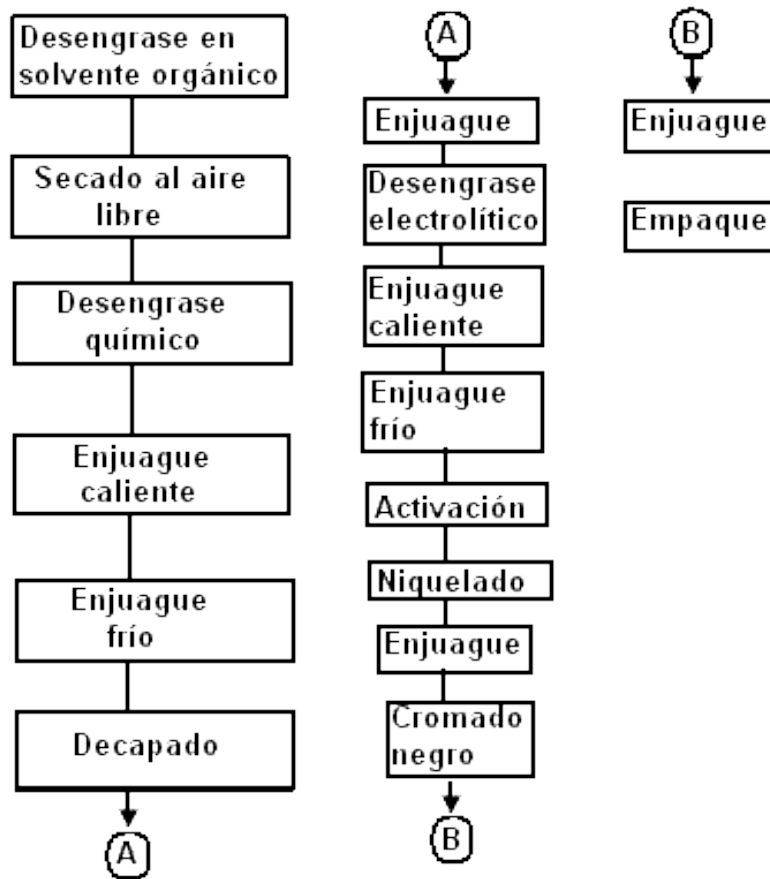 Desengrase en
solvente orgánico
Secado al aire
libre
Desengrase
químico
Enjuague
caliente
Enjuague
frío
Decapado
A
A
Enjuague
Desengrase
electrolítico
Enjuague
caliente
Enjuague
frío
Activación
Niquelado
Enjuague
Cromado
negro
B
B
Enjuague
Empaque